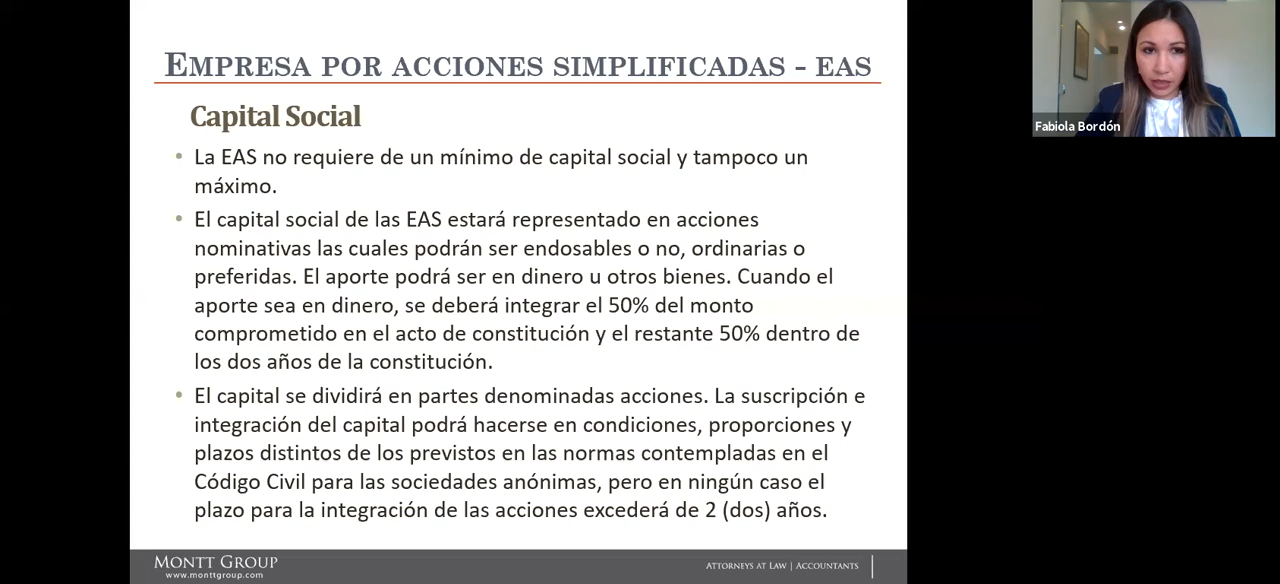 EMPRESA POR ACCIONES SIMPLIFICADAS - EAS
Capital Social
• La EAS no requiere de un mínimo de capital social y tampoco un
máximo.
• El capital social de las EAS estará representado en acciones
nominativas las cuales podrán ser endosables o no, ordinarias o
preferidas. El aporte podrá ser en dinero u otros bienes. Cuando el
aporte sea en dinero, se deberá integrar el 50% del monto
comprometido en el acto de constitución y el restante 50% dentro de
los dos años de la constitución.
• El capital se dividirá en partes denominadas acciones. La suscripción e
integración del capital podrá hacerse en condiciones, proporciones y
plazos distintos de los previstos en las normas contempladas en el
Código Civil para las sociedades anónimas, pero en ningún caso el
plazo para la integración de las acciones excederá de 2 (dos) años.
MONTT GROUP
www.monttgroup.com
ATTORNEYS AT LAW | ACCOUNTANTS
Fabiola Bordón